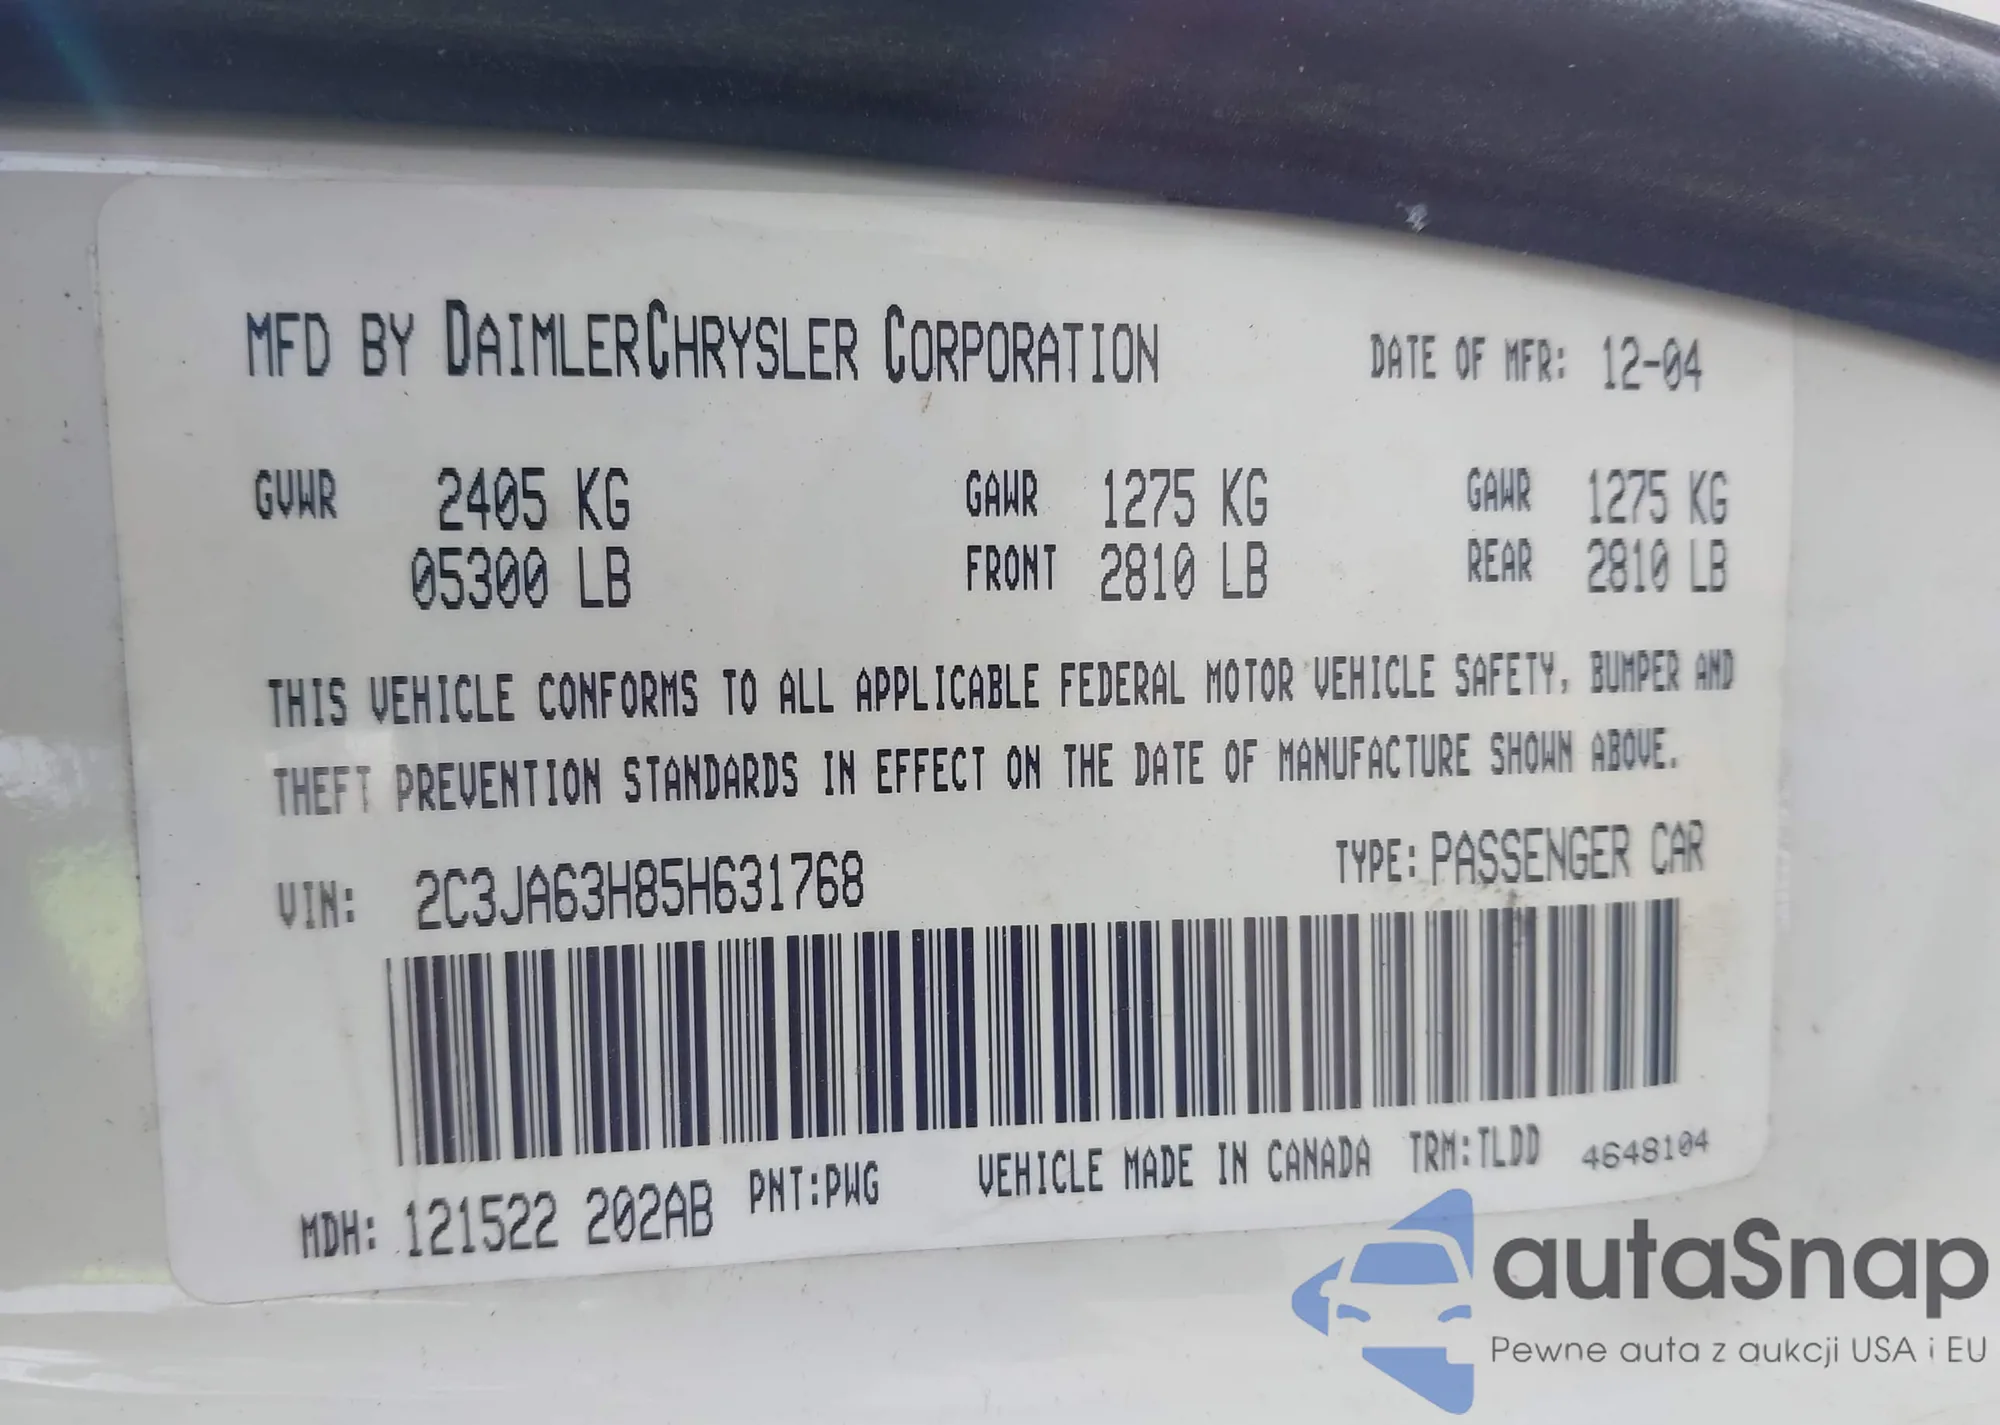 MFD BY DAIMLERCHRYSLER CORPORATION DATE OF MFR: 12-04
GVWR 2405 KG GAWR 1275 KG GAWR 1275 KG
05300 LB FRONT 2810 LB REAR 2810 LB
THIS VEHICLE CONFORMS TO ALL APPLICABLE FEDERAL MOTOR VEHICLE SAFETY, BUMPER AND
THEFT PREVENTION STANDARDS IN EFFECT ON THE DATE OF MANUFACTURE SHOWN ABOVE.
VIN: 2C3JA63H85H631768 TYPE: PASSENGER CAR
MDH: 121522 202AB PNT:PWG VEHICLE MADE IN CANADA TRM:TLDD 4648104
autaSnap
Pewne auta z aukcji USA i EU